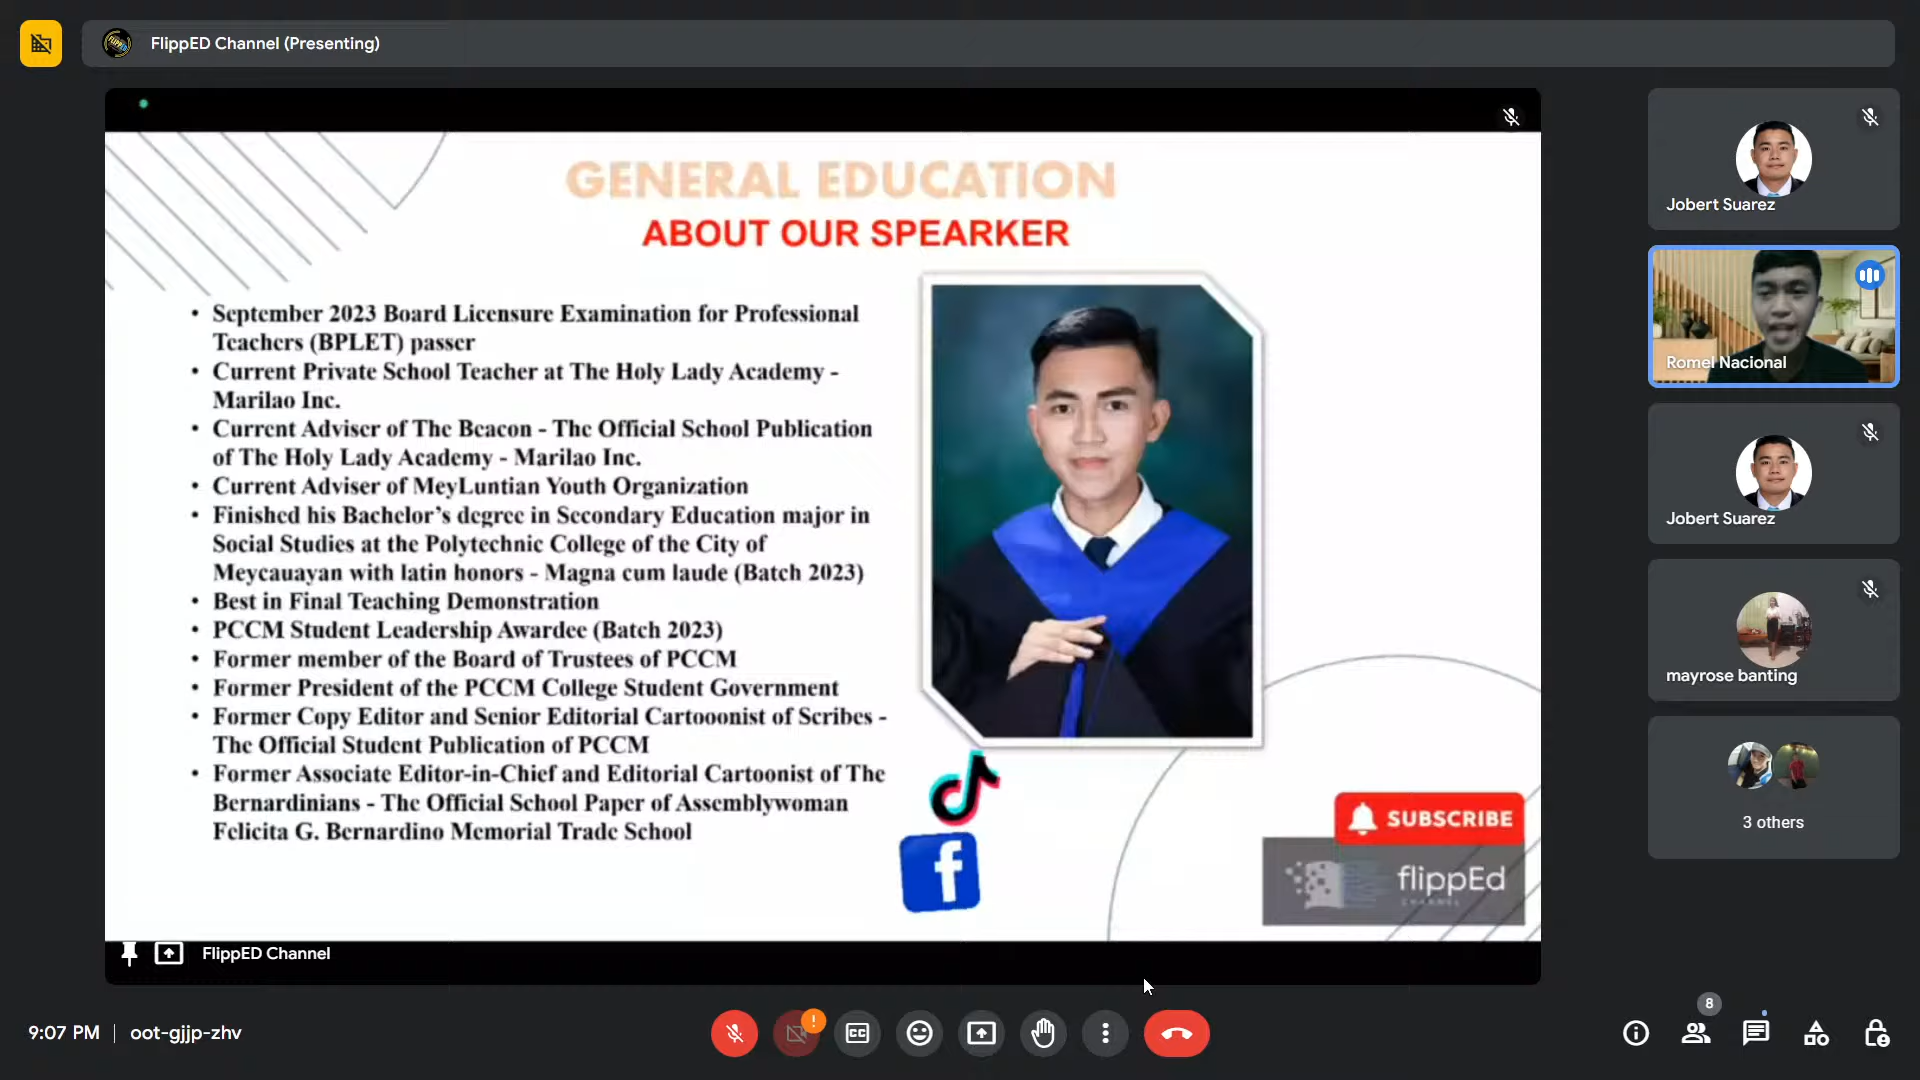 FlippED Channel (Presenting)
GENERAL EDUCATION
ABOUT OUR SPEARKER
• September 2023 Board Licensure Examination for Professional
Teachers (BPLET) passer
• Current Private School Teacher at The Holy Lady Academy -
Marilao Inc.
• Current Adviser of The Beacon - The Official School Publication
of The Holy Lady Academy - Marilao Inc.
• Current Adviser of MeyLuntian Youth Organization
• Finished his Bachelor’s degree in Secondary Education major in
Social Studies at the Polytechnic College of the City of
Meycauayan with latin honors - Magna cum laude (Batch 2023)
• Best in Final Teaching Demonstration
• PCCM Student Leadership Awardee (Batch 2023)
• Former member of the Board of Trustees of PCCM
• Former President of the PCCM College Student Government
• Former Copy Editor and Senior Editorial Cartooonist of Scribes -
The Official Student Publication of PCCM
• Former Associate Editor-in-Chief and Editorial Cartoonist of The
Bernardinians - The Official School Paper of Assemblywoman
Felicita G. Bernardino Memorial Trade School
SUBSCRIBE
flippEd
CHANNEL
FlippED Channel
Jobert Suarez
Romel Nacional
Jobert Suarez
mayrose banting
3 others
9:07 PM | oot-gjjp-zhv
CC
8